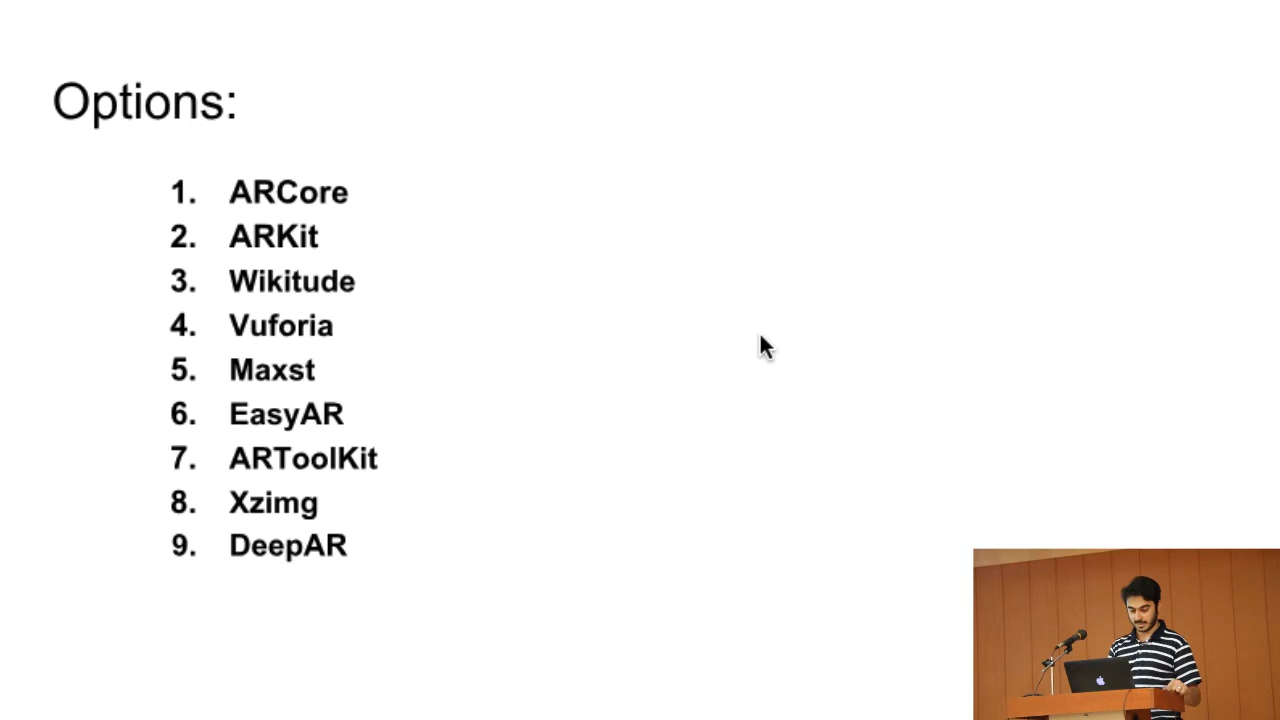 Options:
1. ARCore
2. ARKit
3. Wikitude
4. Vuforia
5. Maxst
6. EasyAR
7. ARToolKit
8. Xzimg
9. DeepAR